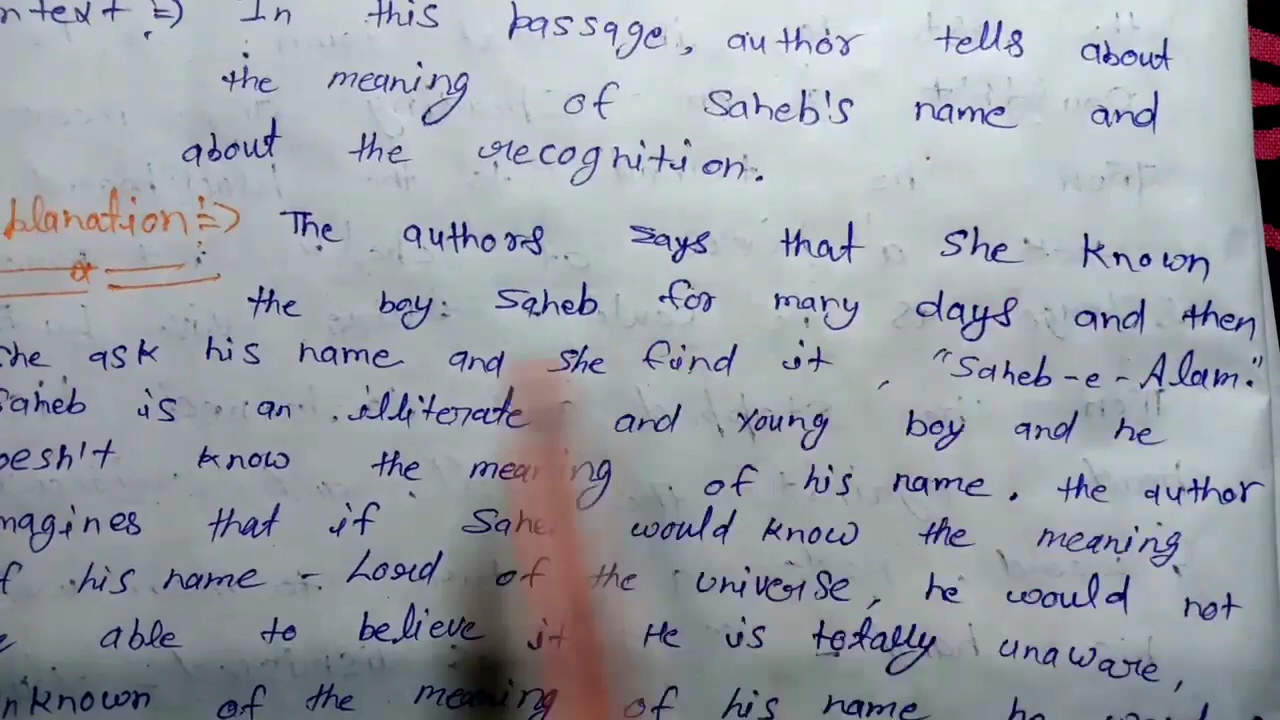 ntext => In this passage, author tells about
the meaning of Saheb's name and
about the recognition.
planation => The authors says that she known
the boy. Saheb for many days and then
she ask his name and she find it, "Saheb-e-Alam."
Saheb is an illiterate and young boy and he
oesn't know the meaning of his name. the author
magines that if Sahe would know the meaning
f his name - Lord of the universe, he would not
e able to believe it He is totally unaware,
nknown of the meaning of his name he